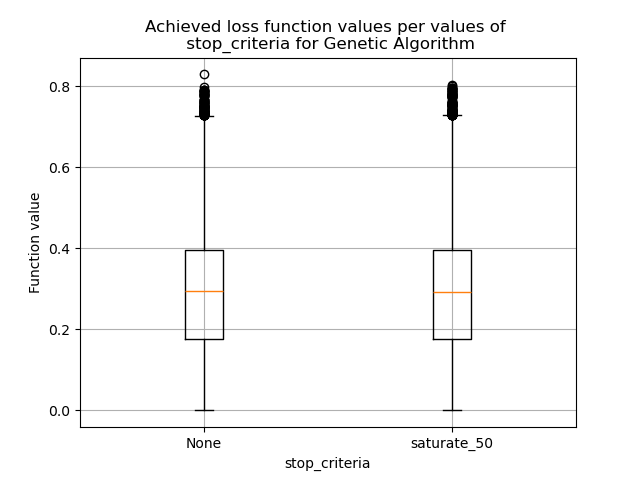 Achieved loss function values per values of
stop_criteria for Genetic Algorithm
0.8
0.6
0.4
0.2
0.0
Function value
None
saturate_50
stop_criteria